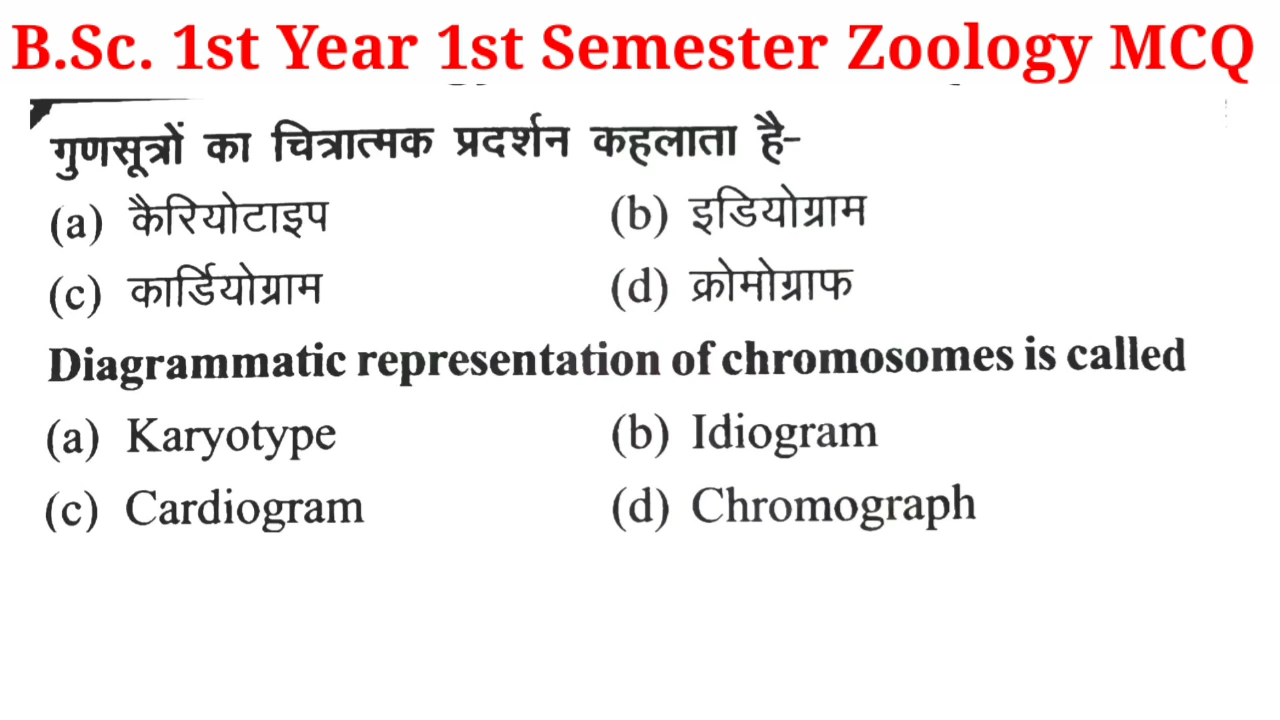 B.Sc. 1st Year 1st Semester Zoology MCQ
गुणसूत्रों का चित्रात्मक प्रदर्शन कहलाता है-
(a) कैरियोटाइप (b) इडियोग्राम
(c) कार्डियोग्राम (d) क्रोमोग्राफ
Diagrammatic representation of chromosomes is called
(a) Karyotype (b) Idiogram
(c) Cardiogram (d) Chromograph